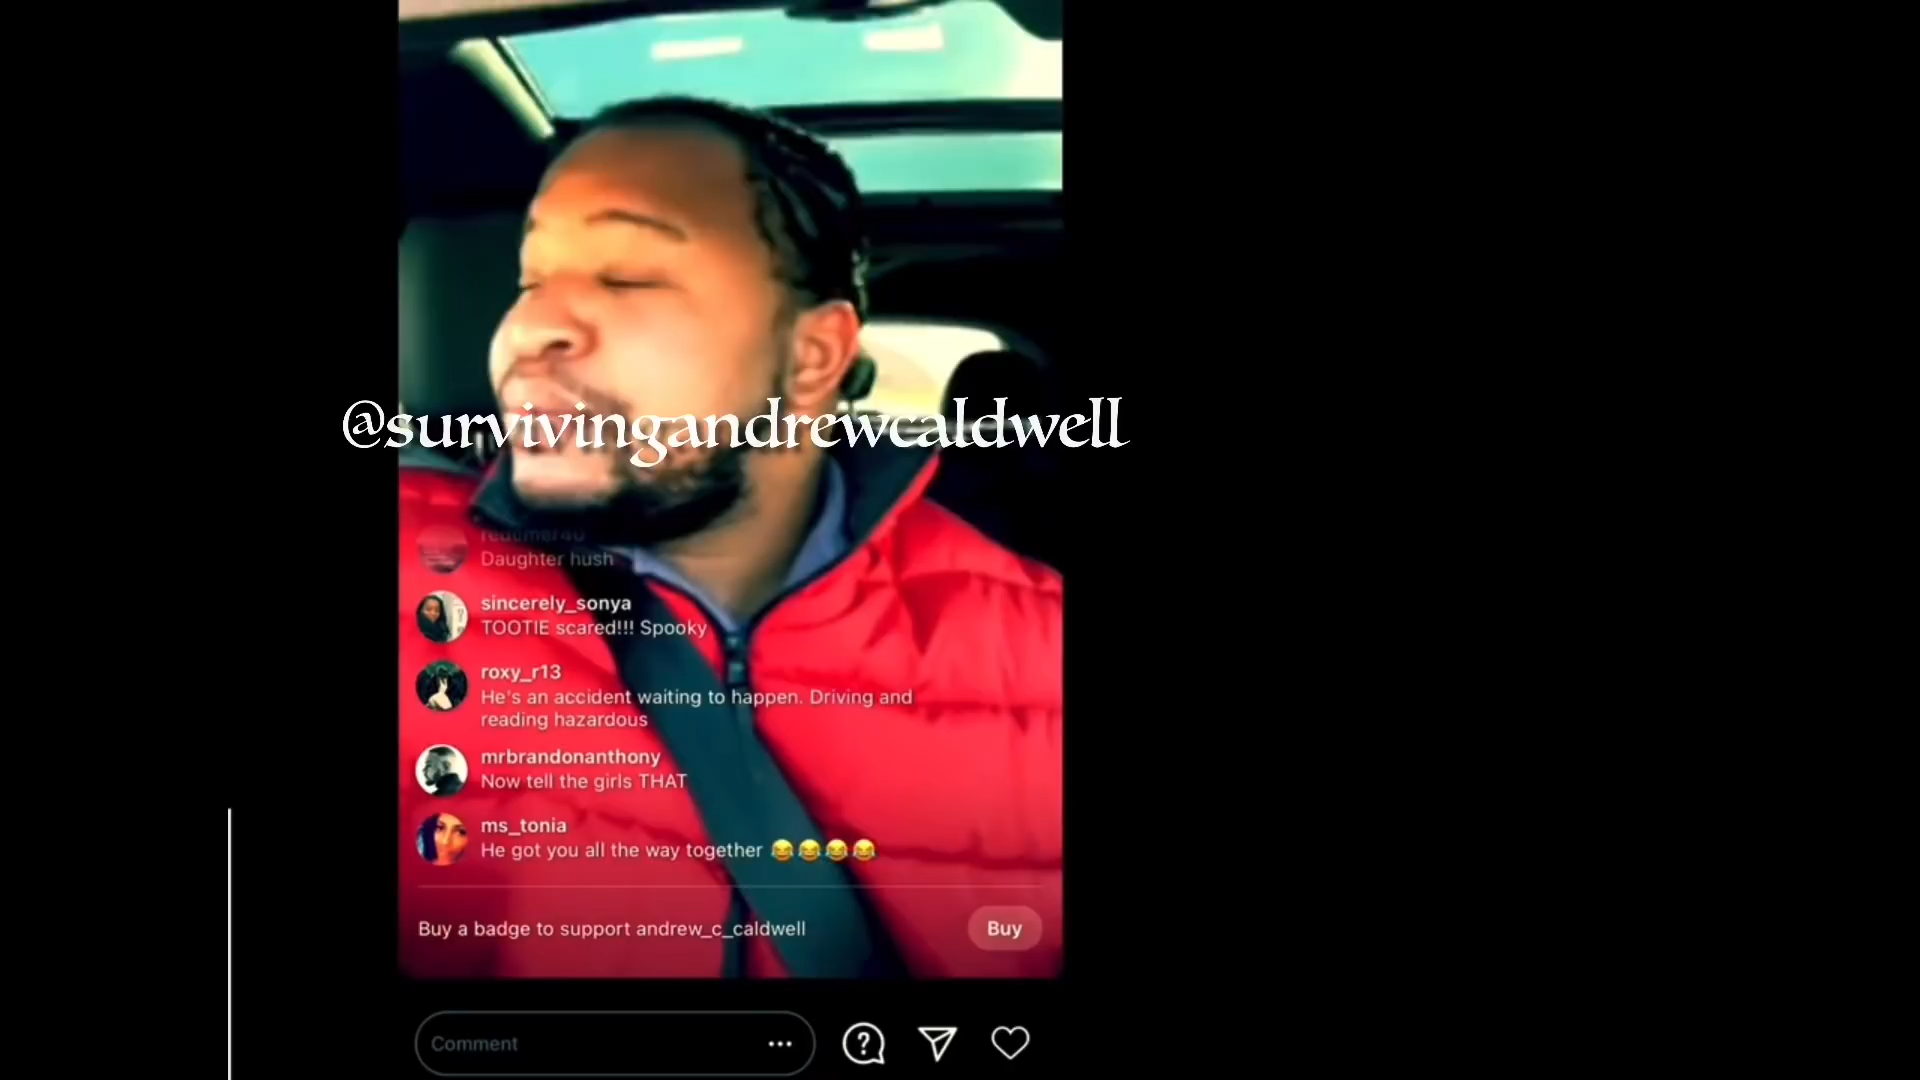 @survivingandrewcaldwell
Daughter hush
sincerely_sonya
TOOTIE scared!!! Spooky
roxy_r13
He's an accident waiting to happen. Driving and
reading hazardous
mrbrandonanthony
Now tell the girls THAT
ms_tonia
He got you all the way together 😂😂😂😂
Buy a badge to support andrew_c_caldwell
Buy
Comment